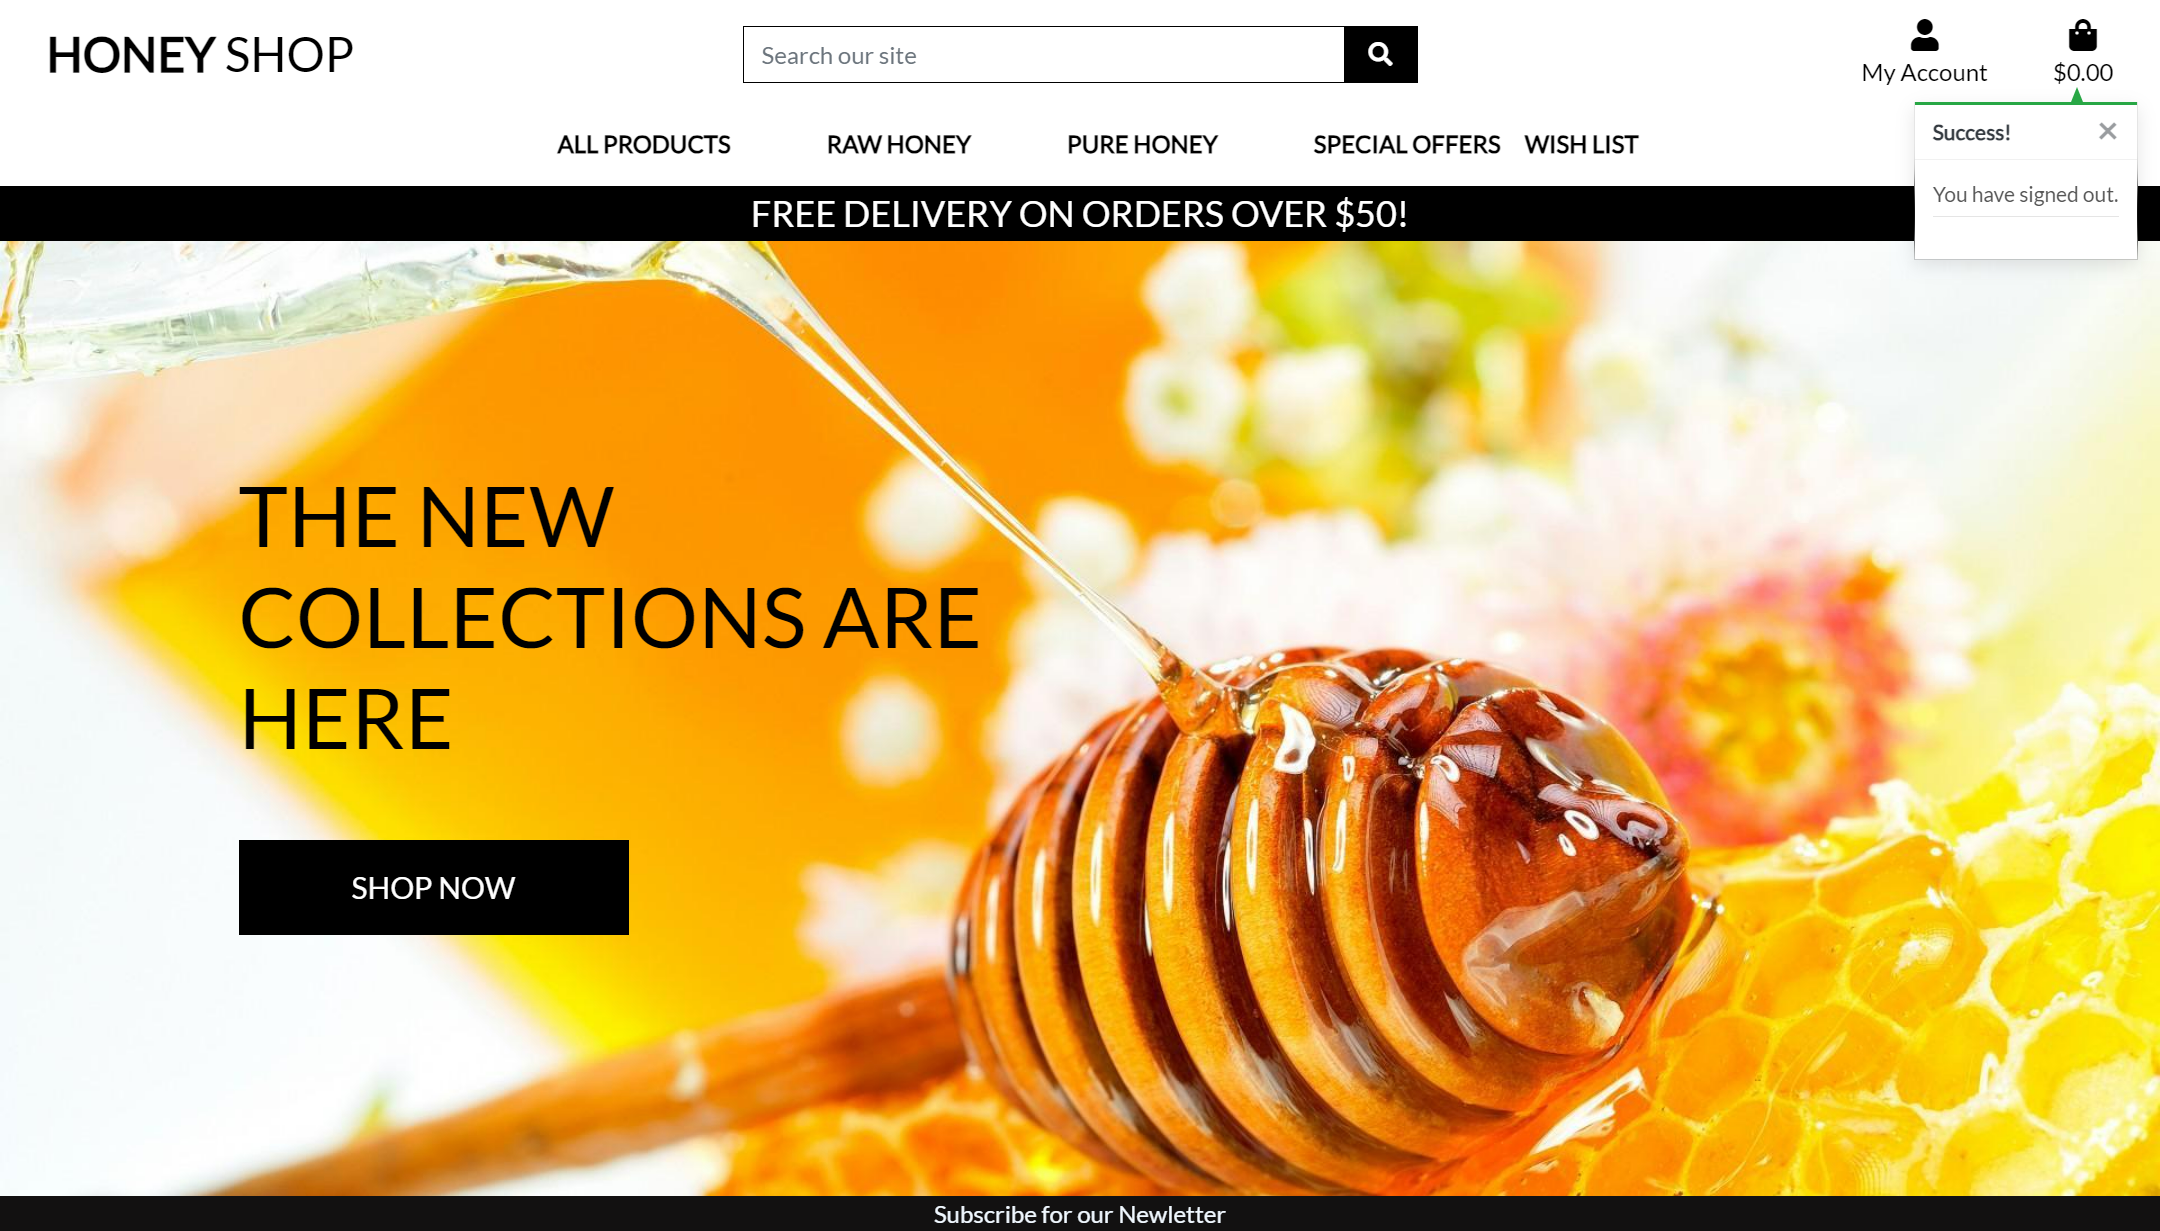 HONEY SHOP
Search our site
My Account
$0.00
ALL PRODUCTS RAW HONEY PURE HONEY SPECIAL OFFERS WISH LIST
Success!
You have signed out.
FREE DELIVERY ON ORDERS OVER $50!
THE NEW
COLLECTIONS ARE
HERE
SHOP NOW
Subscribe for our Newletter